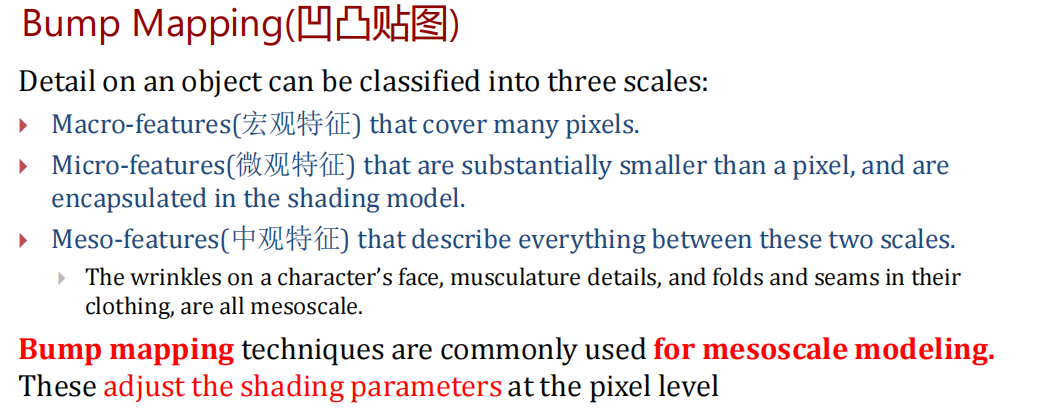 Bump Mapping(凹凸贴图)
Detail on an object can be classified into three scales:
Macro-features(宏观特征) that cover many pixels.
Micro-features(微观特征) that are substantially smaller than a pixel, and are
encapsulated in the shading model.
Meso-features(中观特征) that describe everything between these two scales.
The wrinkles on a character’s face, musculature details, and folds and seams in their
clothing, are all mesoscale.
Bump mapping techniques are commonly used for mesoscale modeling.
These adjust the shading parameters at the pixel level